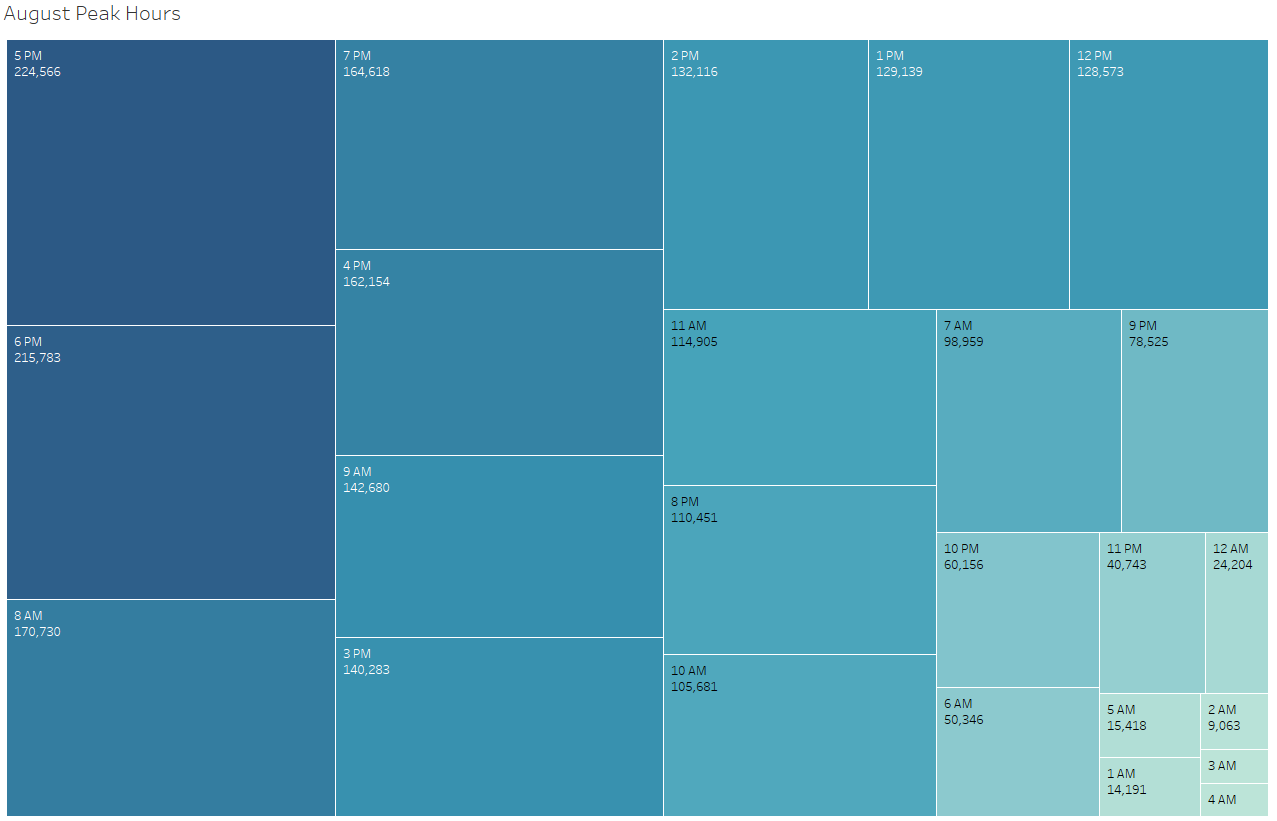 August Peak Hours
5 PM
224,566
6 PM
215,783
8 AM
170,730
7 PM
164,618
4 PM
162,154
9 AM
142,680
3 PM
140,283
2 PM
132,116
1 PM
129,139
12 PM
128,573
11 AM
114,905
8 PM
110,451
10 AM
105,681
7 AM
98,959
9 PM
78,525
10 PM
60,156
6 AM
50,346
11 PM
40,743
12 AM
24,204
5 AM
15,418
1 AM
14,191
2 AM
9,063
3 AM
4 AM